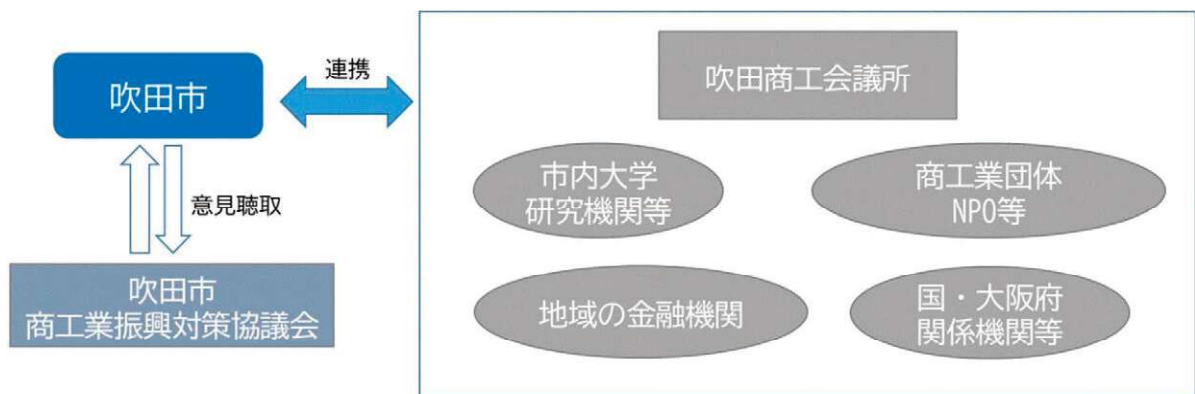 吹田市
連携
意見聴取
吹田市
商工業振興対策協議会
吹田商工会議所
市内大学
研究機関等
商工業団体
NPO等
地域の金融機関
国・大阪府
関係機関等